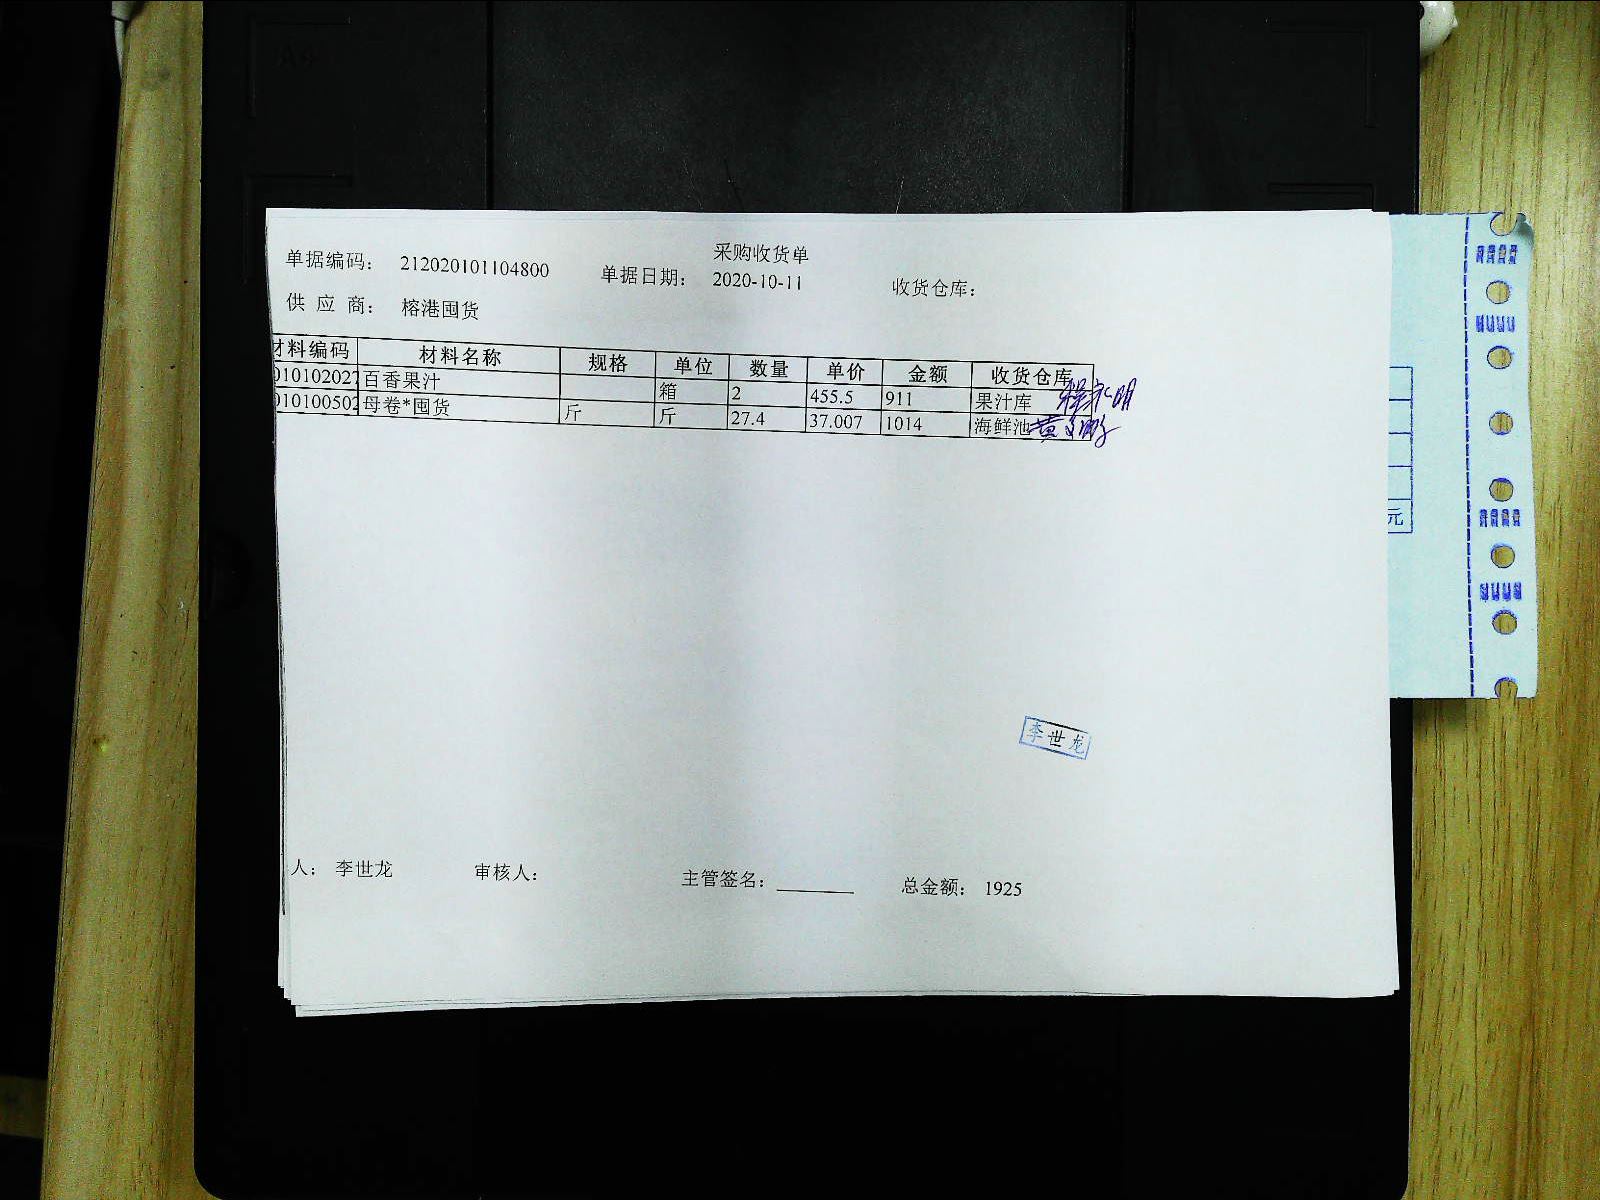 采购收货单
单据编码： 212020101104800 单据日期： 2020-10-11 收货仓库：
供 应 商： 榕港囤货
材料编码 材料名称 规格 单位 数量 单价 金额 收货仓库
010102027 百香果汁 箱 2 455.5 911 果汁库
010100502 母卷*囤货 斤 斤 27.4 37.007 1014 海鲜池
元
李世龙
人： 李世龙 审核人： 主管签名： 总金额： 1925